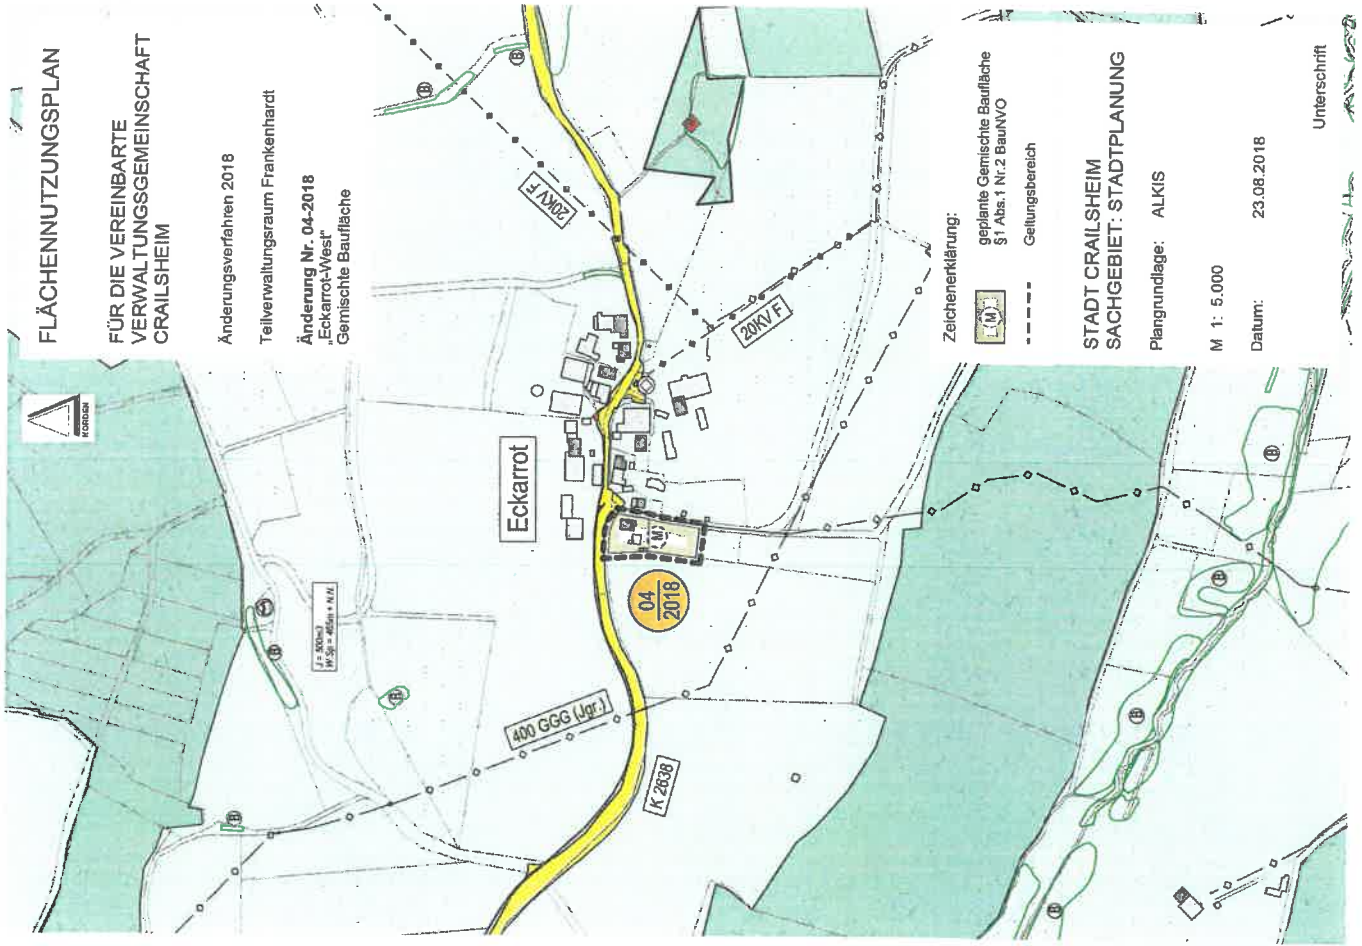 FLÄCHENNUTZUNGSPLAN
FÜR DIE VEREINBARTE
VERWALTUNGSGEMEINSCHAFT
CRAILSHEIM
Änderungsverfahren 2018
Teilverwaltungsraum Frankenhardt
Änderung Nr. 04-2018
„Eckarrot-West"
Gemischte Baufläche
NORDEN
Eckarrot
20KV F
20KV F
400 GGG (Jgr.)
K 2638
04
2018
M
J = 500m3
B
B
B
B
B
B
B
B
B
B
Zeichenerklärung:
M
geplante Gemischte Baufläche
§1 Abs.1 Nr.2 BauNVO
Geltungsbereich
STADT CRAILSHEIM
SACHGEBIET: STADTPLANUNG
Plangrundlage: ALKIS
M 1: 5.000
Datum: 23.08.2018
Unterschrift